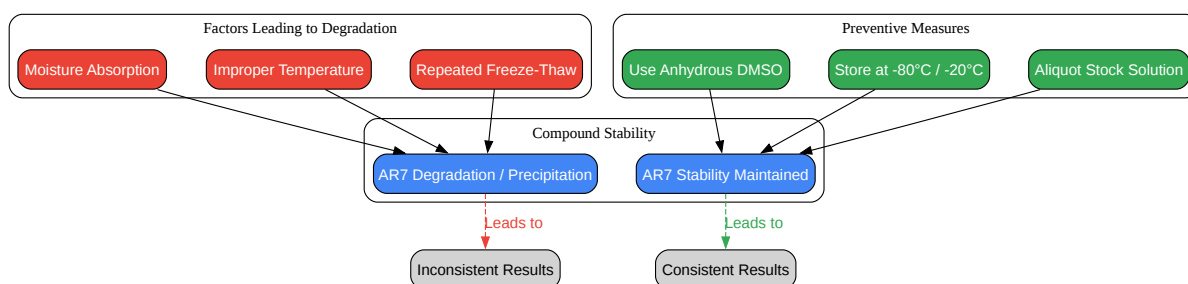 Factors Leading to Degradation
Preventive Measures
Moisture Absorption
Improper Temperature
Repeated Freeze-Thaw
Use Anhydrous DMSO
Store at -80°C / -20°C
Aliquot Stock Solution
Compound Stability
AR7 Degradation / Precipitation
AR7 Stability Maintained
Leads to
Leads to
Inconsistent Results
Consistent Results